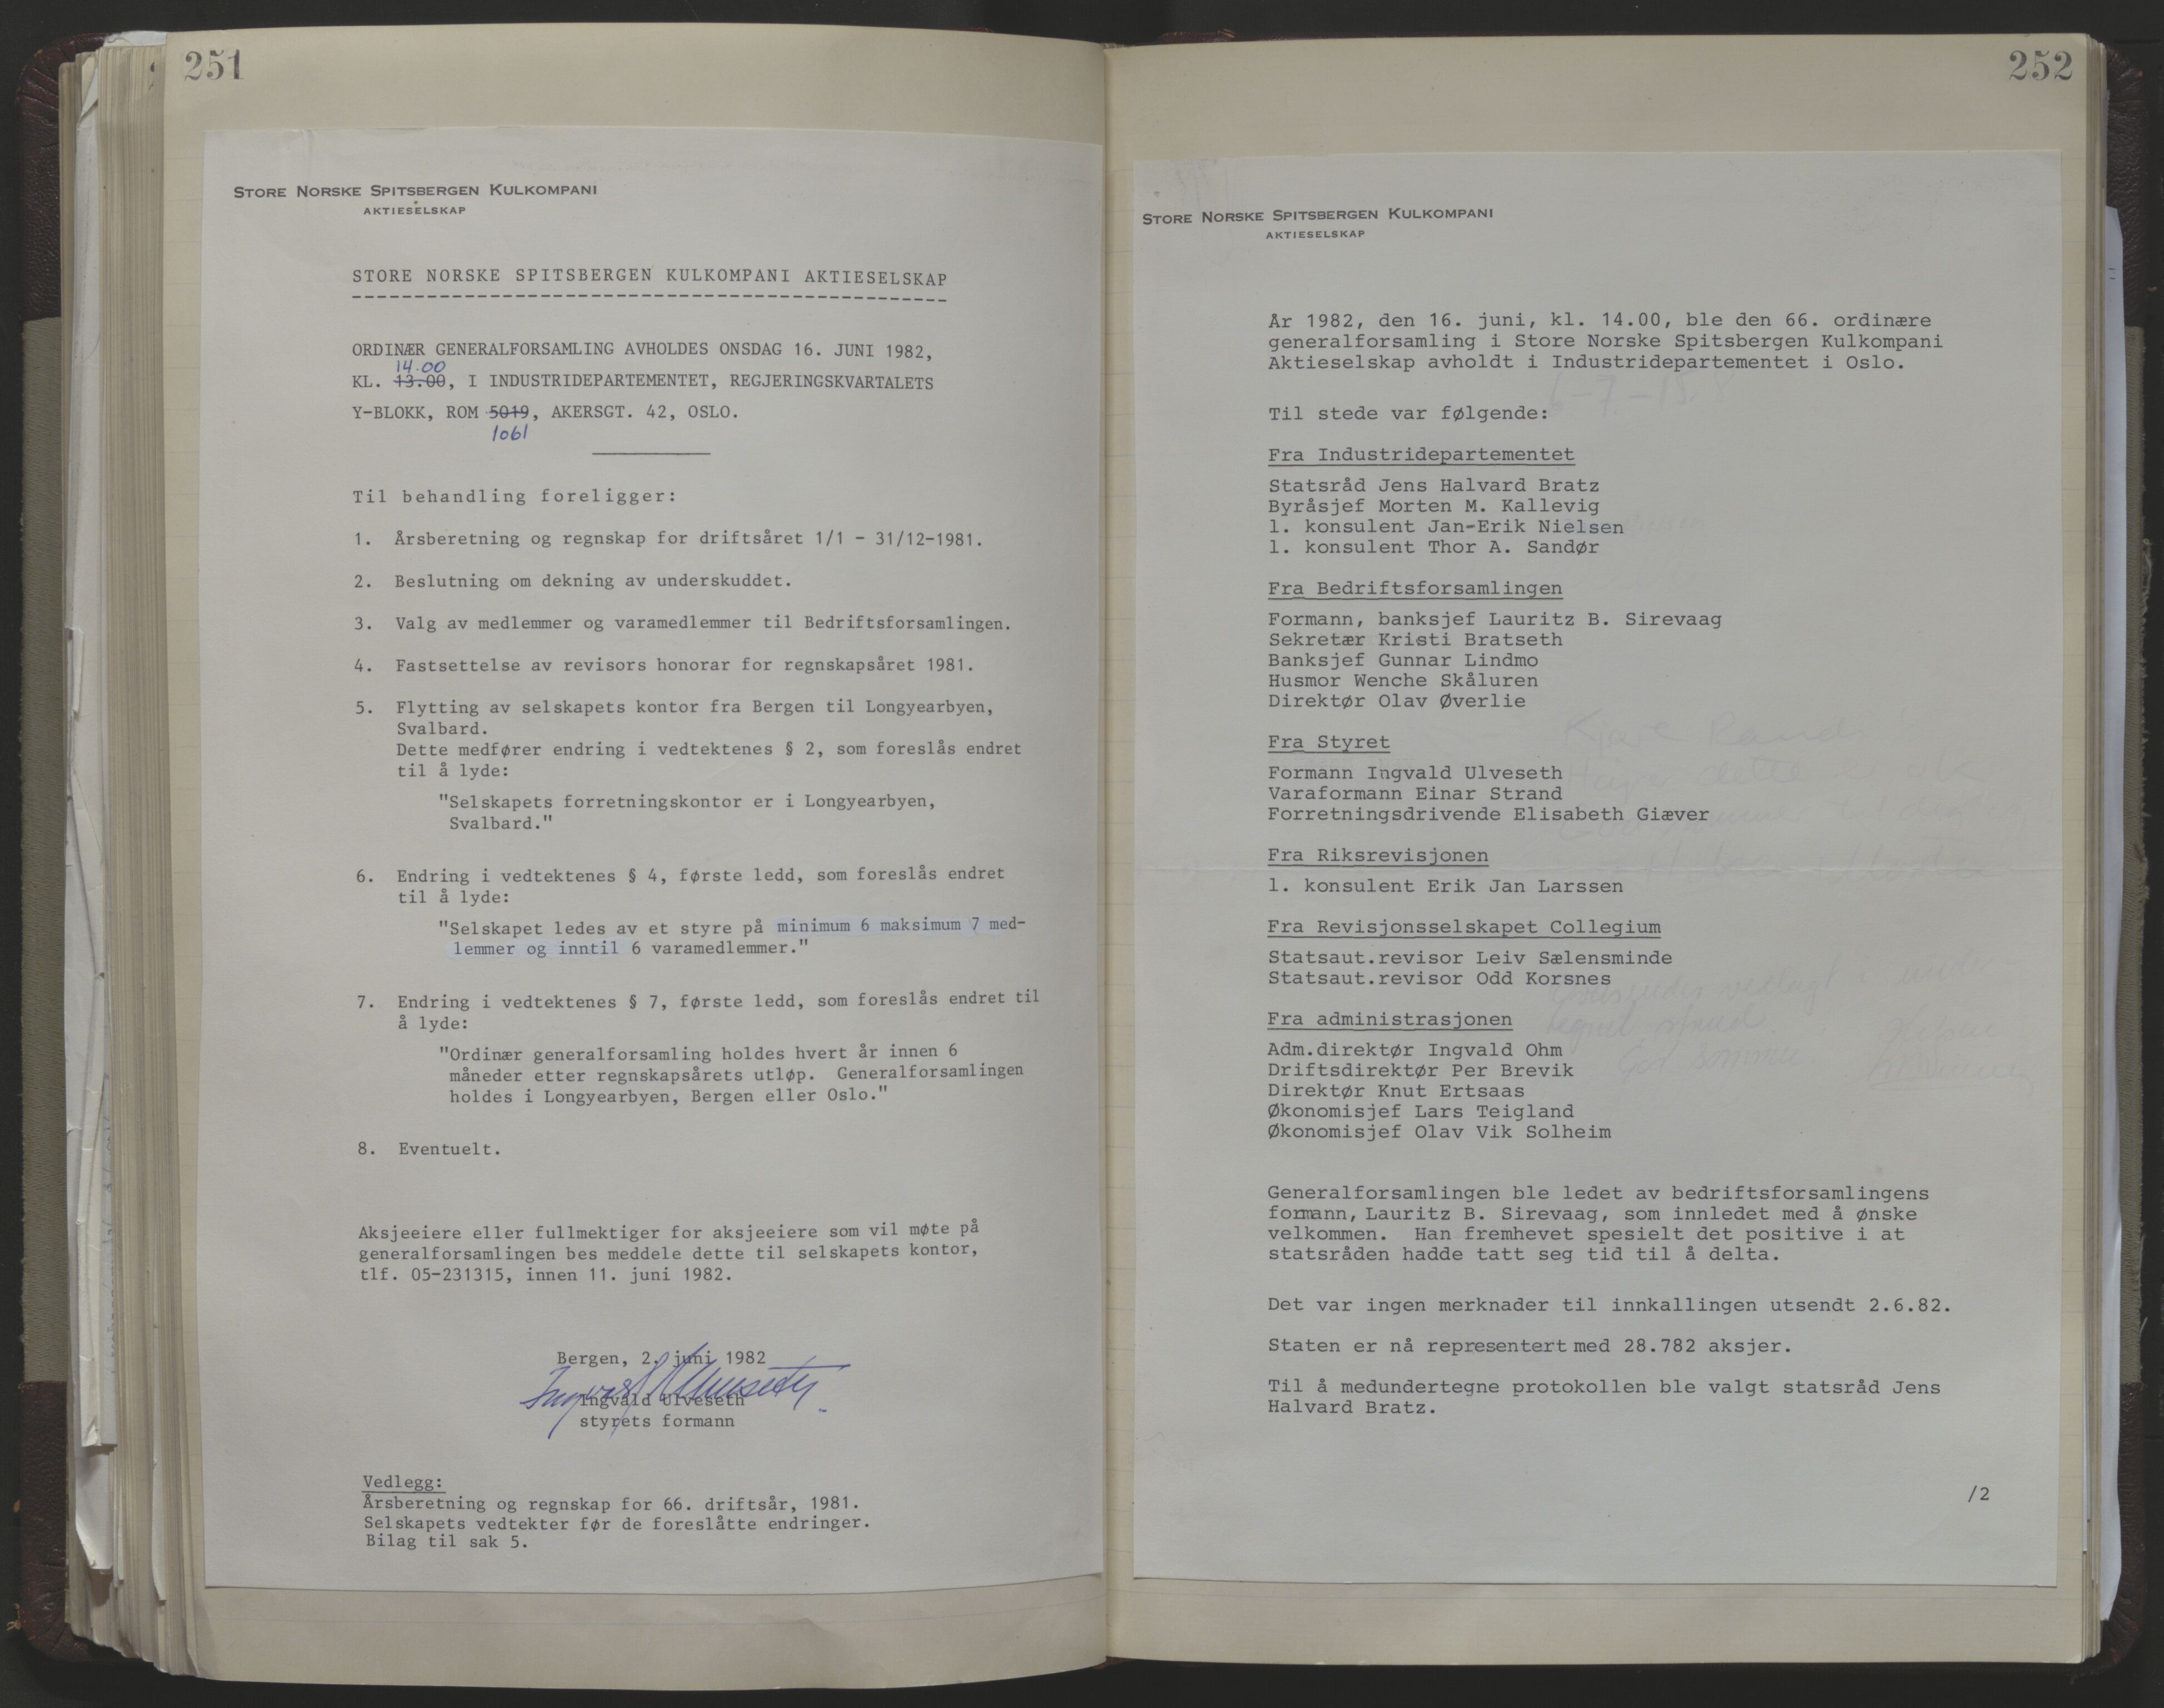 251
STORE NORSKE SPITSBERGEN KULKOMPANI
AKTIESELSKAP
STORE NORSKE SPITSBERGEN KULKOMPANI AKTIESELSKAP
ORDINÆR GENERALFORSAMLING AVHOLDES ONSDAG 16. JUNI 1982,
14.00
KL. 13.00, I INDUSTRIDEPARTEMENTET, REGJERINGSKVARTALETS
Y-BLOKK, ROM 5019, AKERSGT. 42, OSLO.
1061
Til behandling foreligger:
1. Årsberetning og regnskap for driftsåret 1/1 - 31/12-1981.
2. Beslutning om dekning av underskuddet.
3. Valg av medlemmer og varamedlemmer til Bedriftsforsamlingen.
4. Fastsettelse av revisors honorar for regnskapsåret 1981.
5. Flytting av selskapets kontor fra Bergen til Longyearbyen,
Svalbard.
Dette medfører endring i vedtektenes § 2, som foreslås endret
til å lyde:
"Selskapets forretningskontor er i Longyearbyen,
Svalbard."
6. Endring i vedtektenes § 4, første ledd, som foreslås endret
til å lyde:
"Selskapet ledes av et styre på minimum 6 maksimum 7 med-
lemmer og inntil 6 varamedlemmer."
7. Endring i vedtektenes § 7, første ledd, som foreslås endret til
å lyde:
"Ordinær generalforsamling holdes hvert år innen 6
måneder etter regnskapsårets utløp. Generalforsamlingen
holdes i Longyearbyen, Bergen eller Oslo."
8. Eventuelt.
Aksjeeiere eller fullmektiger for aksjeeiere som vil møte på
generalforsamlingen bes meddele dette til selskapets kontor,
tlf. 05-231315, innen 11. juni 1982.
Bergen, 2. juni 1982
Ingvald Ulveseth
Ingvald Ulveseth
styrets formann
Vedlegg:
Årsberetning og regnskap for 66. driftsår, 1981.
Selskapets vedtekter før de foreslåtte endringer.
Bilag til sak 5.
252
STORE NORSKE SPITSBERGEN KULKOMPANI
AKTIESELSKAP
År 1982, den 16. juni, kl. 14.00, ble den 66. ordinære
generalforsamling i Store Norske Spitsbergen Kulkompani
Aktieselskap avholdt i Industridepartementet i Oslo.
Til stede var følgende:
Fra Industridepartementet
Statsråd Jens Halvard Bratz
Byråsjef Morten M. Kallevig
1. konsulent Jan-Erik Nielsen
1. konsulent Thor A. Sandør
Fra Bedriftsforsamlingen
Formann, banksjef Lauritz B. Sirevaag
Sekretær Kristi Bratseth
Banksjef Gunnar Lindmo
Husmor Wenche Skåluren
Direktør Olav Øverlie
Fra Styret
Formann Ingvald Ulveseth
Varaformann Einar Strand
Forretningsdrivende Elisabeth Giæver
Fra Riksrevisjonen
1. konsulent Erik Jan Larssen
Fra Revisjonsselskapet Collegium
Statsaut.revisor Leiv Sælensminde
Statsaut.revisor Odd Korsnes
Fra administrasjonen
Adm.direktør Ingvald Ohm
Driftsdirektør Per Brevik
Direktør Knut Ertsaas
Økonomisjef Lars Teigland
Økonomisjef Olav Vik Solheim
Generalforsamlingen ble ledet av bedriftsforsamlingens
formann, Lauritz B. Sirevaag, som innledet med å ønske
velkommen. Han fremhevet spesielt det positive i at
statsråden hadde tatt seg tid til å delta.
Det var ingen merknader til innkallingen utsendt 2.6.82.
Staten er nå representert med 28.782 aksjer.
Til å medundertegne protokollen ble valgt statsråd Jens
Halvard Bratz.
/2